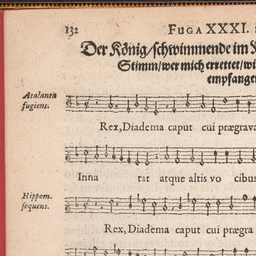 132
FUGA XXXI.
Der König/schwimmende im
Stimm/wer mich errettet/wi
empfangen
Atalanta
fugiens.
Rex, Diadema caput cui prægrava
Inna tat atque altis vo cibus
Hippom.
sequens.
Rex, Diadema caput cui prægra